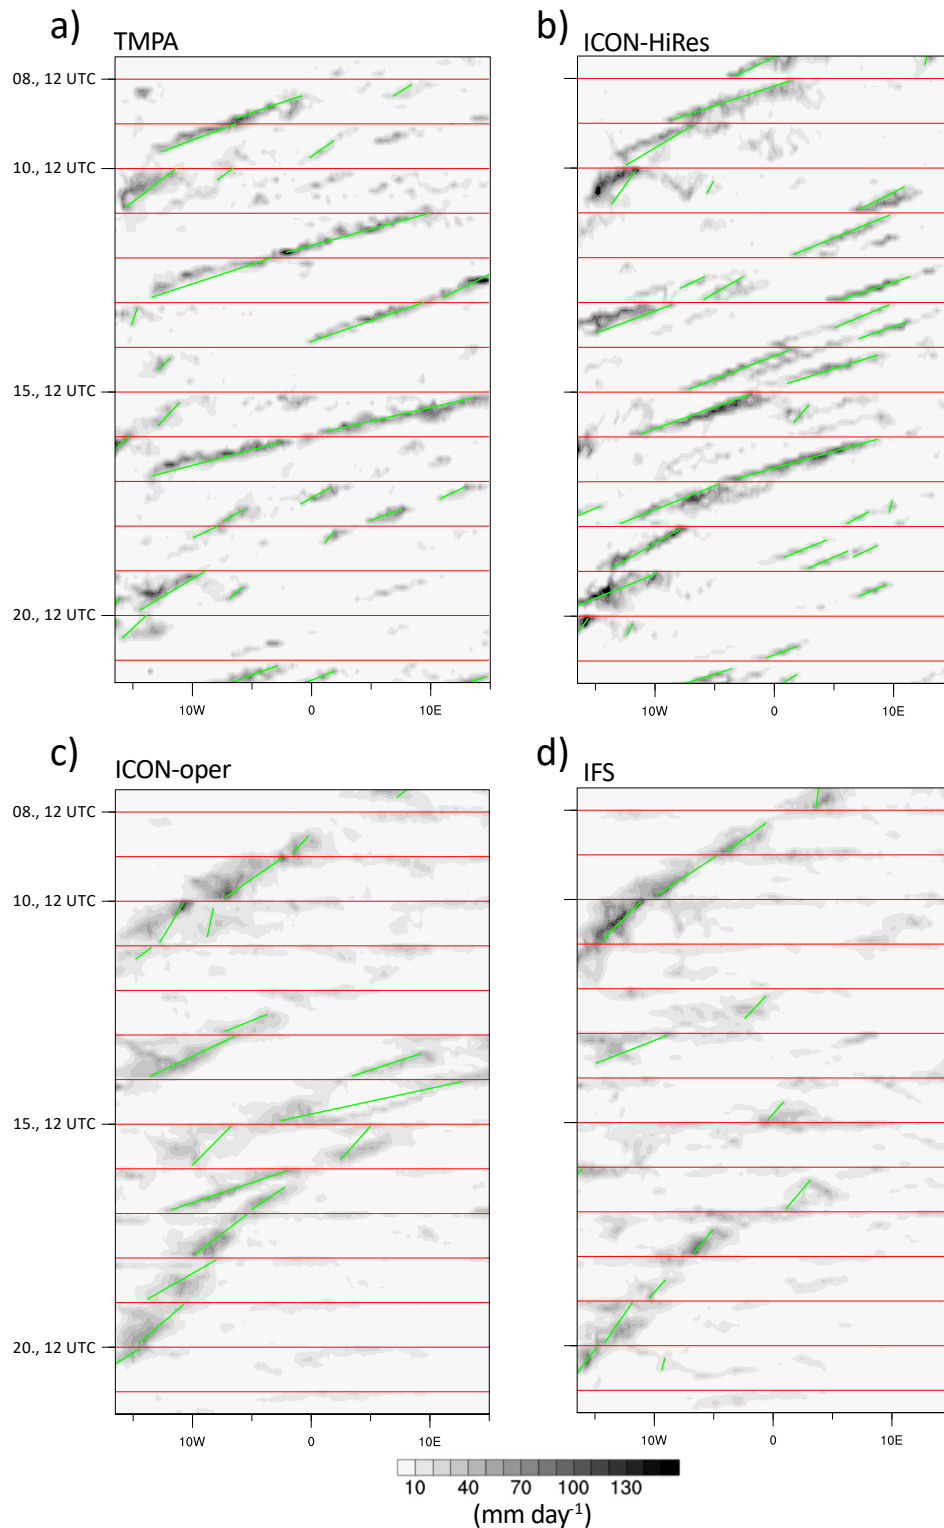 a)
TMPA
b)
ICON-HiRes
08., 12 UTC
10., 12 UTC
15., 12 UTC
20., 12 UTC
10W 0 10E
10W 0 10E
c)
ICON-oper
d)
IFS
08., 12 UTC
10., 12 UTC
15., 12 UTC
20., 12 UTC
10W 0 10E
10W 0 10E
10 40 70 100 130
(mm day-1)